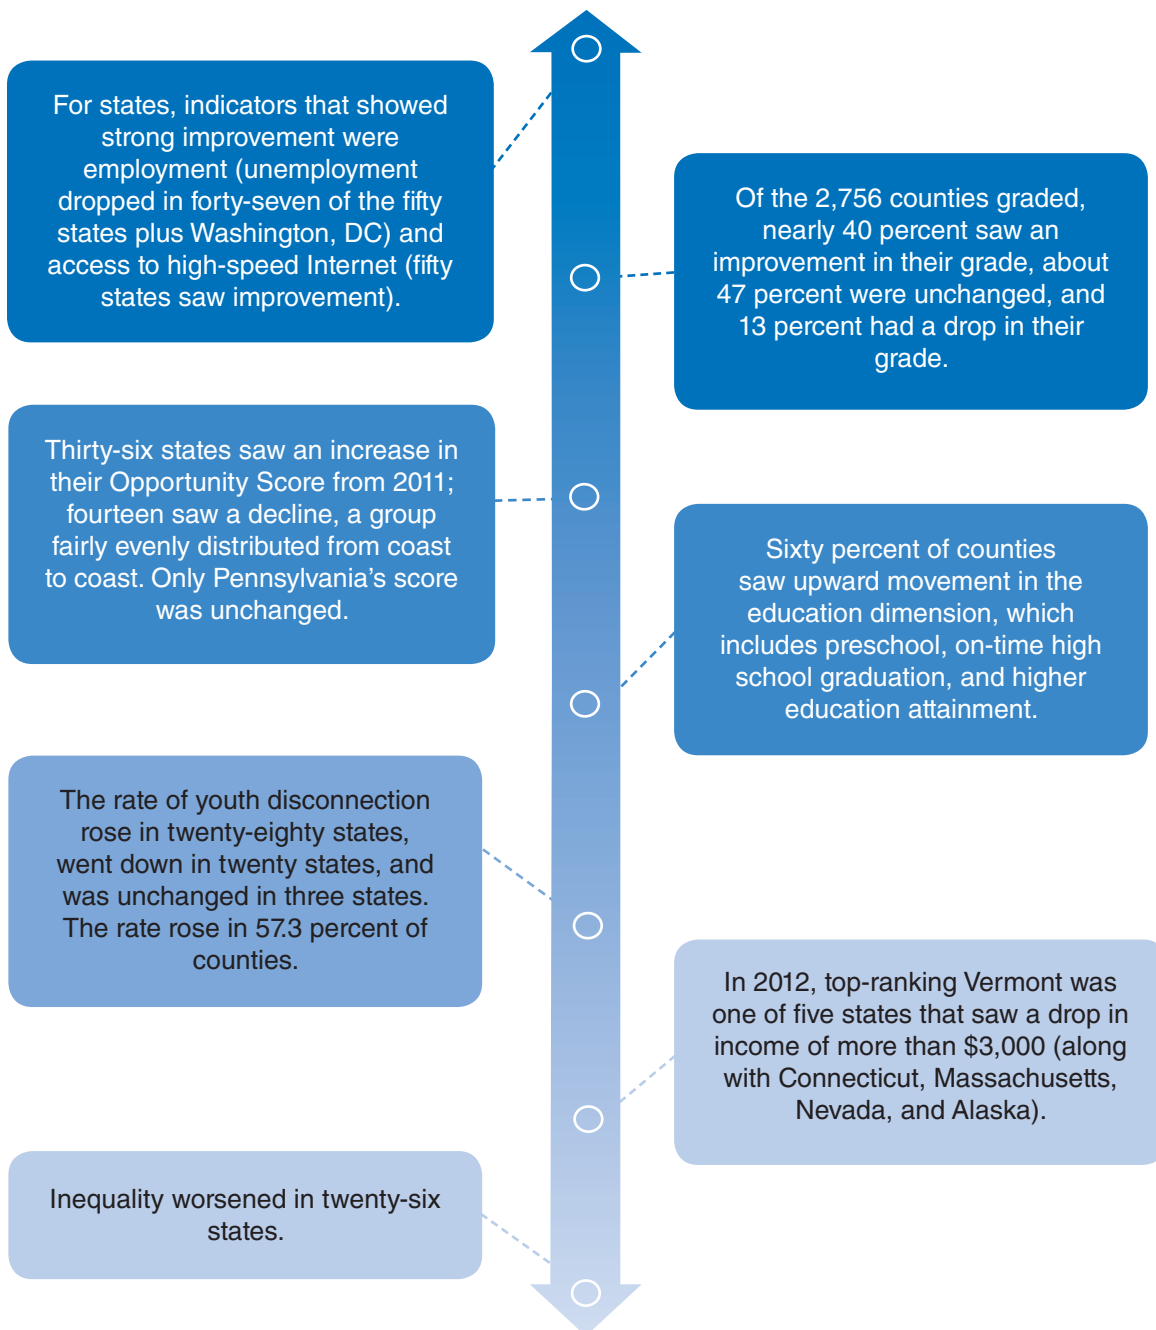 For states, indicators that showed
strong improvement were
employment (unemployment
dropped in forty-seven of the fifty
states plus Washington, DC) and
access to high-speed Internet (fifty
states saw improvement).
Of the 2,756 counties graded,
nearly 40 percent saw an
improvement in their grade, about
47 percent were unchanged, and
13 percent had a drop in their
grade.
Thirty-six states saw an increase in
their Opportunity Score from 2011;
fourteen saw a decline, a group
fairly evenly distributed from coast
to coast. Only Pennsylvania’s score
was unchanged.
Sixty percent of counties
saw upward movement in the
education dimension, which
includes preschool, on-time high
school graduation, and higher
education attainment.
The rate of youth disconnection
rose in twenty-eighty states,
went down in twenty states, and
was unchanged in three states.
The rate rose in 57.3 percent of
counties.
In 2012, top-ranking Vermont was
one of five states that saw a drop in
income of more than $3,000 (along
with Connecticut, Massachusetts,
Nevada, and Alaska).
Inequality worsened in twenty-six
states.